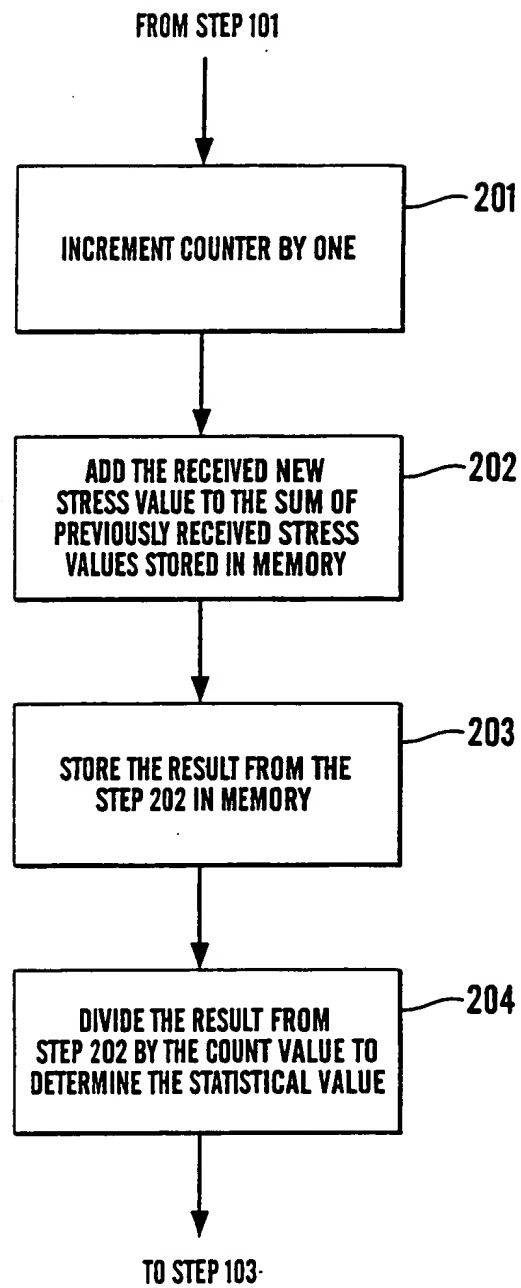 FROM STEP 101
201
INCREMENT COUNTER BY ONE
202
ADD THE RECEIVED NEW
STRESS VALUE TO THE SUM OF
PREVIOUSLY RECEIVED STRESS
VALUES STORED IN MEMORY
203
STORE THE RESULT FROM THE
STEP 202 IN MEMORY
204
DIVIDE THE RESULT FROM
STEP 202 BY THE COUNT VALUE TO
DETERMINE THE STATISTICAL VALUE
TO STEP 103